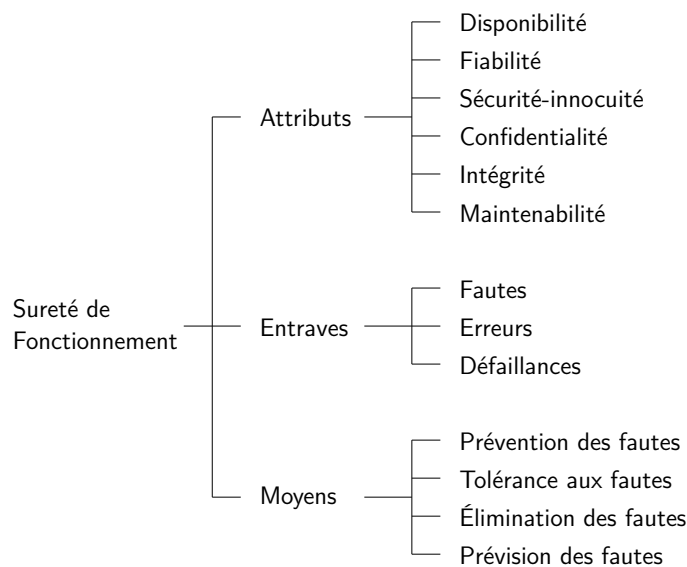 Disponibilité
Fiabilité
Sécurité-innocuité
Attributs
Confidentialité
Intégrité
Maintenabilité
Sureté de
Fonctionnement
Fautes
Entraves
Erreurs
Défaillances
Prévention des fautes
Tolérance aux fautes
Moyens
Élimination des fautes
Prévision des fautes